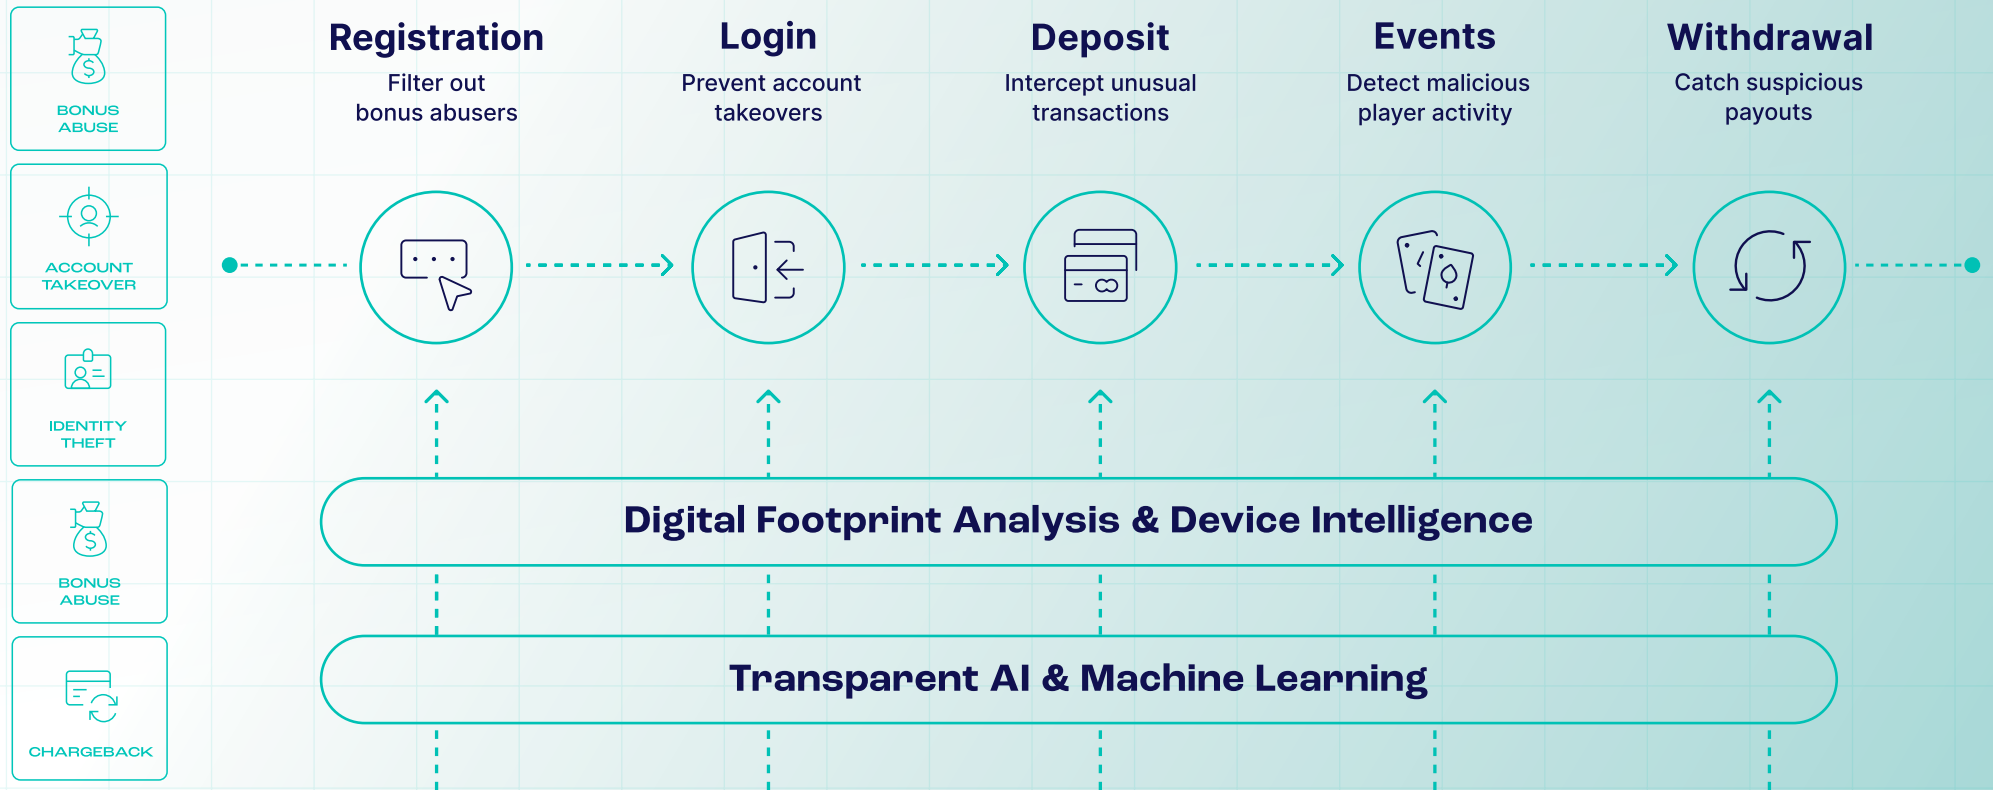 BONUS
ABUSE
ACCOUNT
TAKEOVER
IDENTITY
THEFT
BONUS
ABUSE
CHARGEBACK
Registration
Filter out
bonus abusers
Login
Prevent account
takeovers
Deposit
Intercept unusual
transactions
Events
Detect malicious
player activity
Withdrawal
Catch suspicious
payouts
Digital Footprint Analysis & Device Intelligence
Transparent AI & Machine Learning